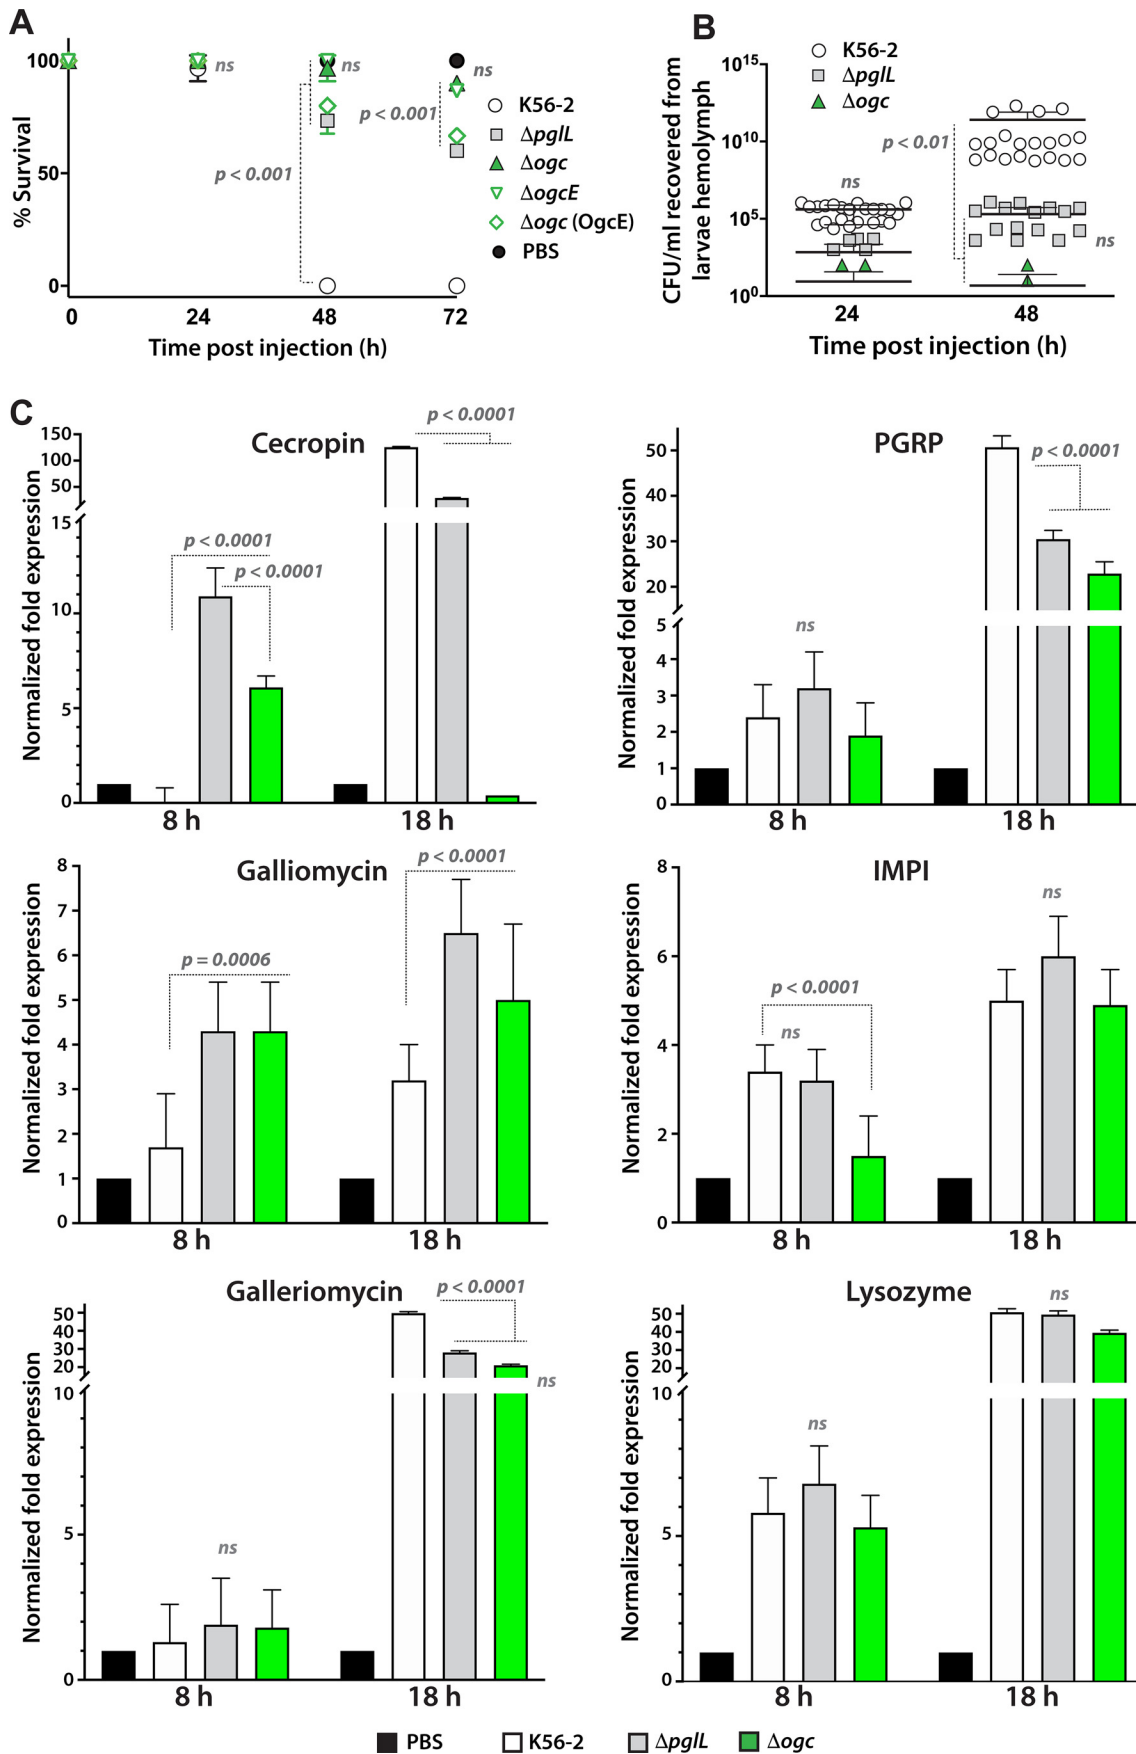 A
100
50
0
% Survival
ns
ns
ns
p < 0.001
p < 0.001
0 24 48 72
Time post injection (h)
K56-2
ΔpglL
Δogc
ΔogcE
Δogc (OgcE)
PBS
B
K56-2
ΔpglL
Δogc
CFU/ml recovered from
larvae hemolymph
10¹⁵
10¹⁰
10⁵
10⁰
p < 0.01
ns
ns
24 48
Time post injection (h)
C
Cecropin
Normalized fold expression
150
100
50
15
10
5
0
p < 0.0001
p < 0.0001
p < 0.0001
8 h 18 h
PGRP
Normalized fold expression
50
40
30
20
5
4
3
2
1
0
p < 0.0001
ns
8 h 18 h
Galliomycin
Normalized fold expression
8
7
6
5
4
3
2
1
0
p < 0.0001
p = 0.0006
8 h 18 h
IMPI
Normalized fold expression
8
6
4
2
0
ns
p < 0.0001
ns
8 h 18 h
Galleriomycin
Normalized fold expression
50
40
30
20
10
5
0
p < 0.0001
ns
ns
8 h 18 h
Lysozyme
Normalized fold expression
50
40
30
20
10
5
0
ns
ns
8 h 18 h
PBS K56-2 ΔpglL Δogc